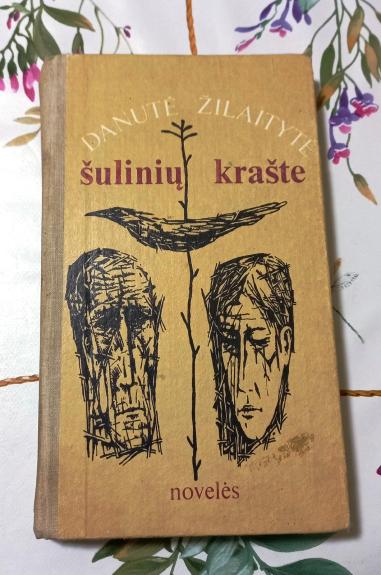 DANUTĖ ŽILAITYTĖ
šulinių krašte
novelės